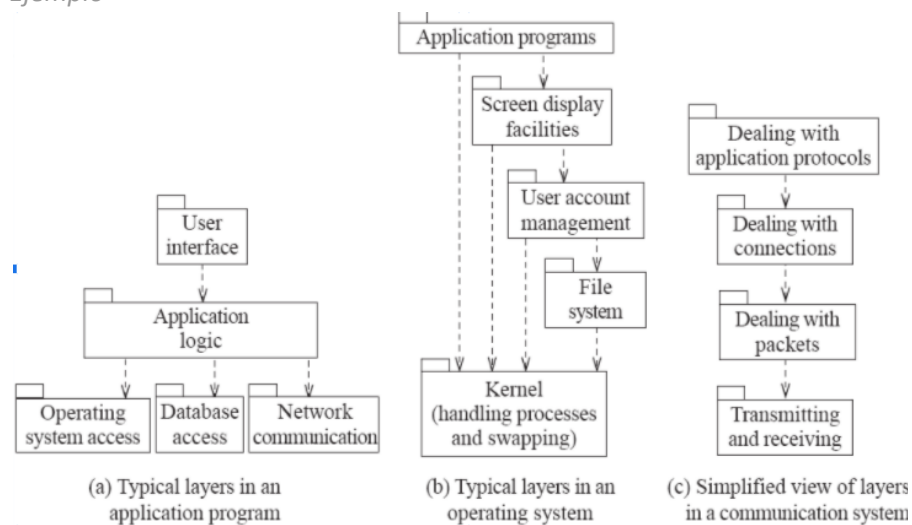 Ejemplo
User
interface
Application
logic
Operating
system access
Database
access
Network
communication
(a) Typical layers in an
application program
Application programs
Screen display
facilities
User account
management
File
system
Kernel
(handling processes
and swapping)
(b) Typical layers in an
operating system
Dealing with
application protocols
Dealing with
connections
Dealing with
packets
Transmitting
and receiving
(c) Simplified view of layers
in a communication system